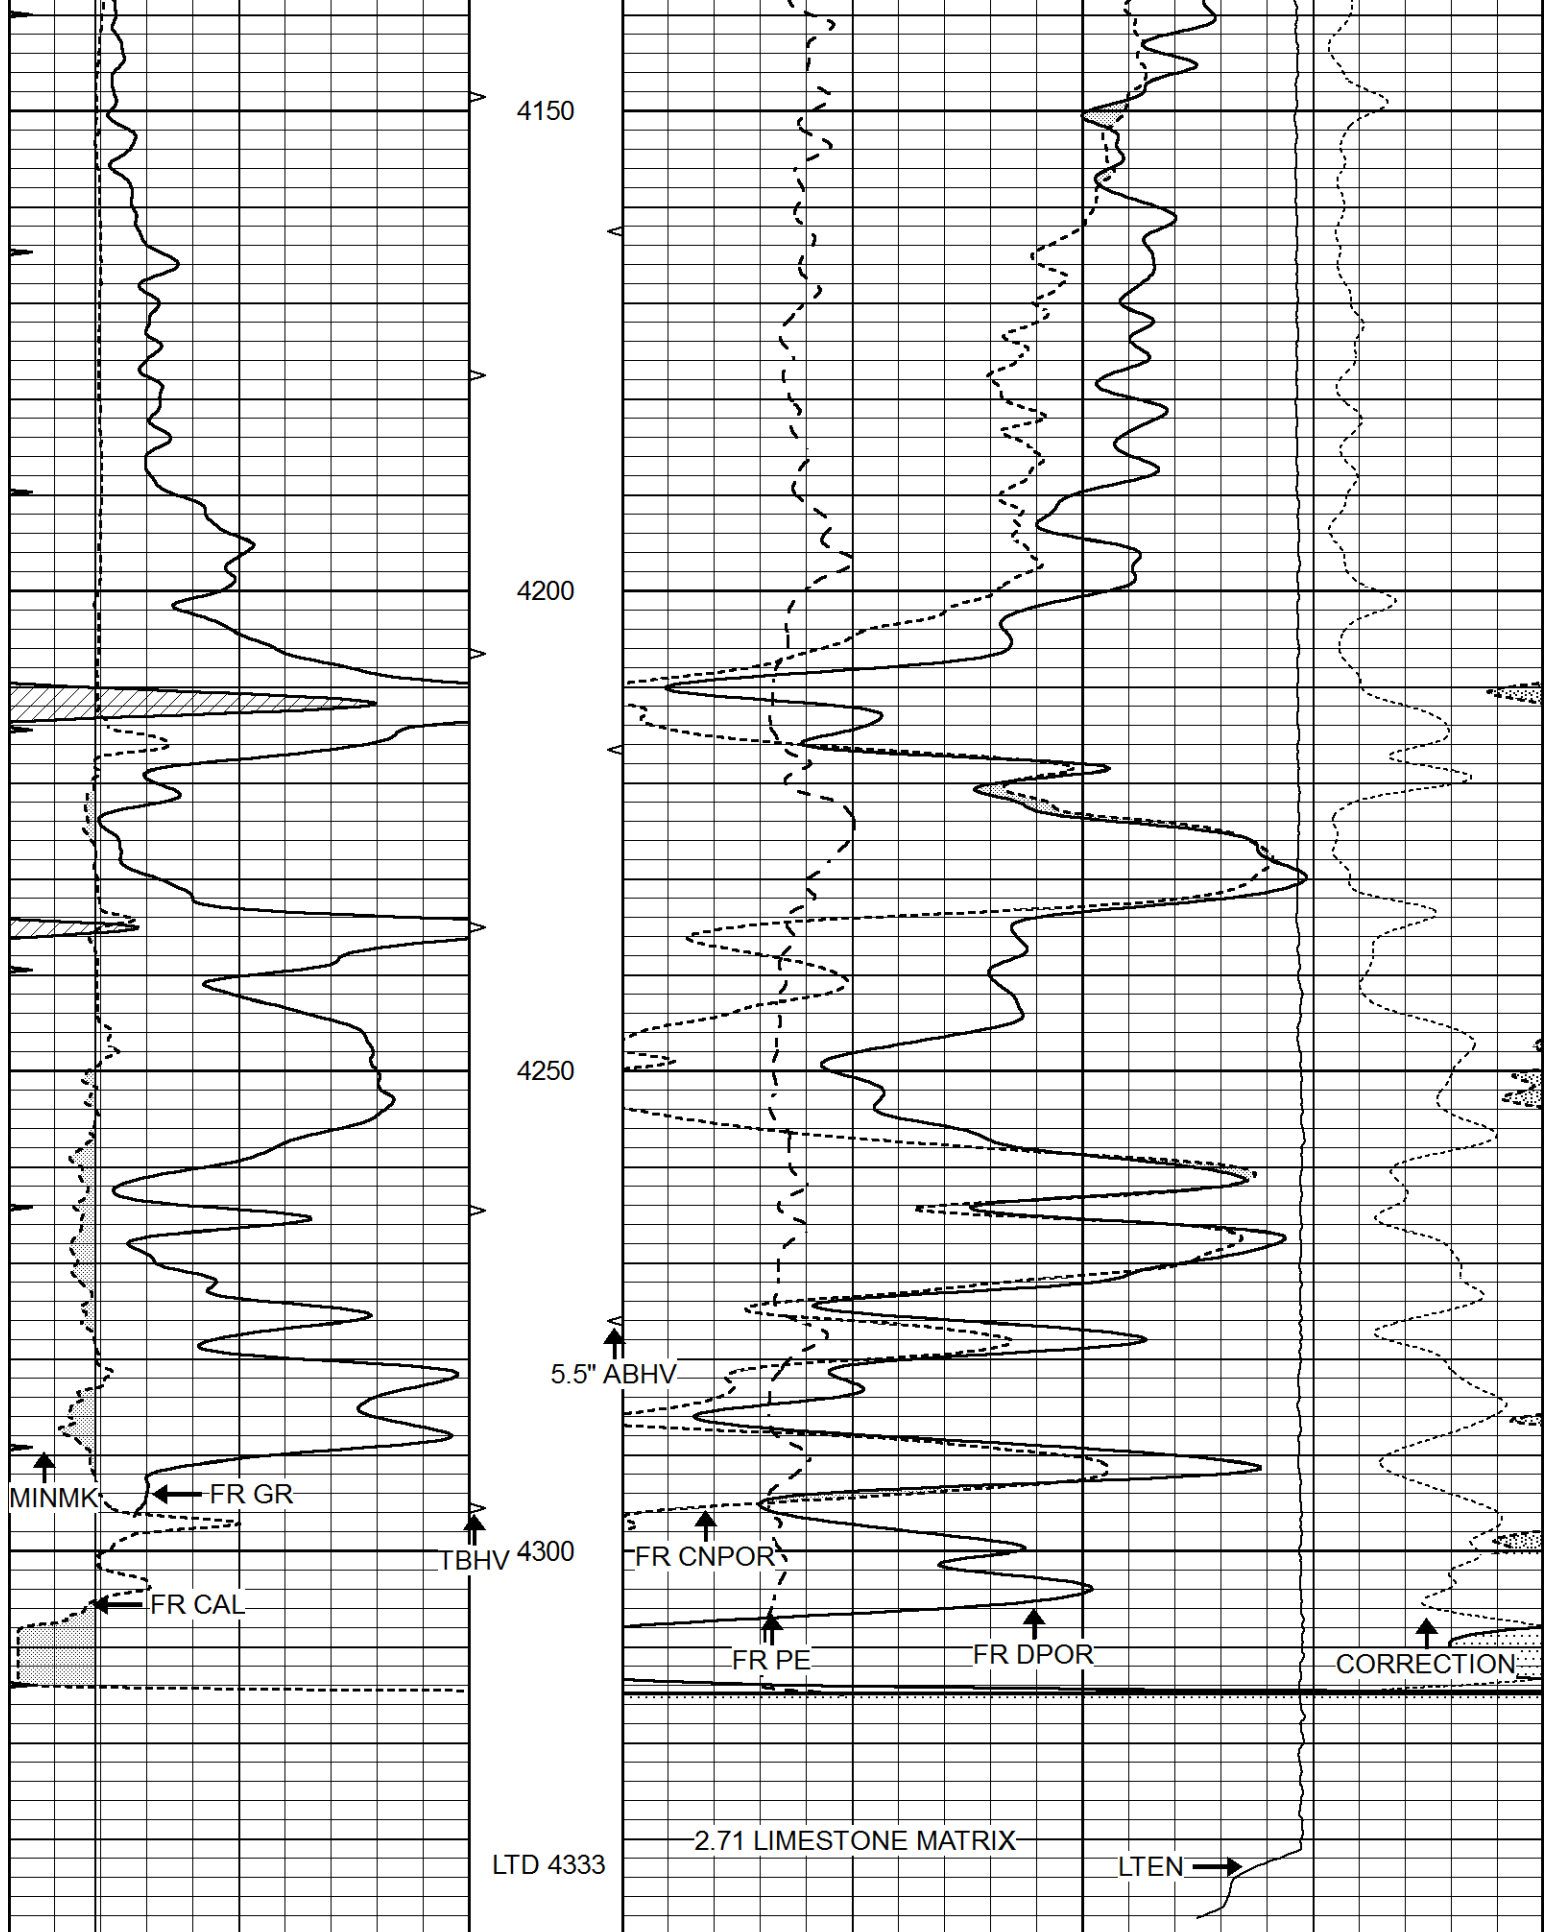 4150
4200
4250
5.5" ABHV
MINMK
FR GR
TBHV
4300
FR CNPOR
FR CAL
FR PE
FR DPOR
CORRECTION
2.71 LIMESTONE MATRIX
LTD 4333
LTEN